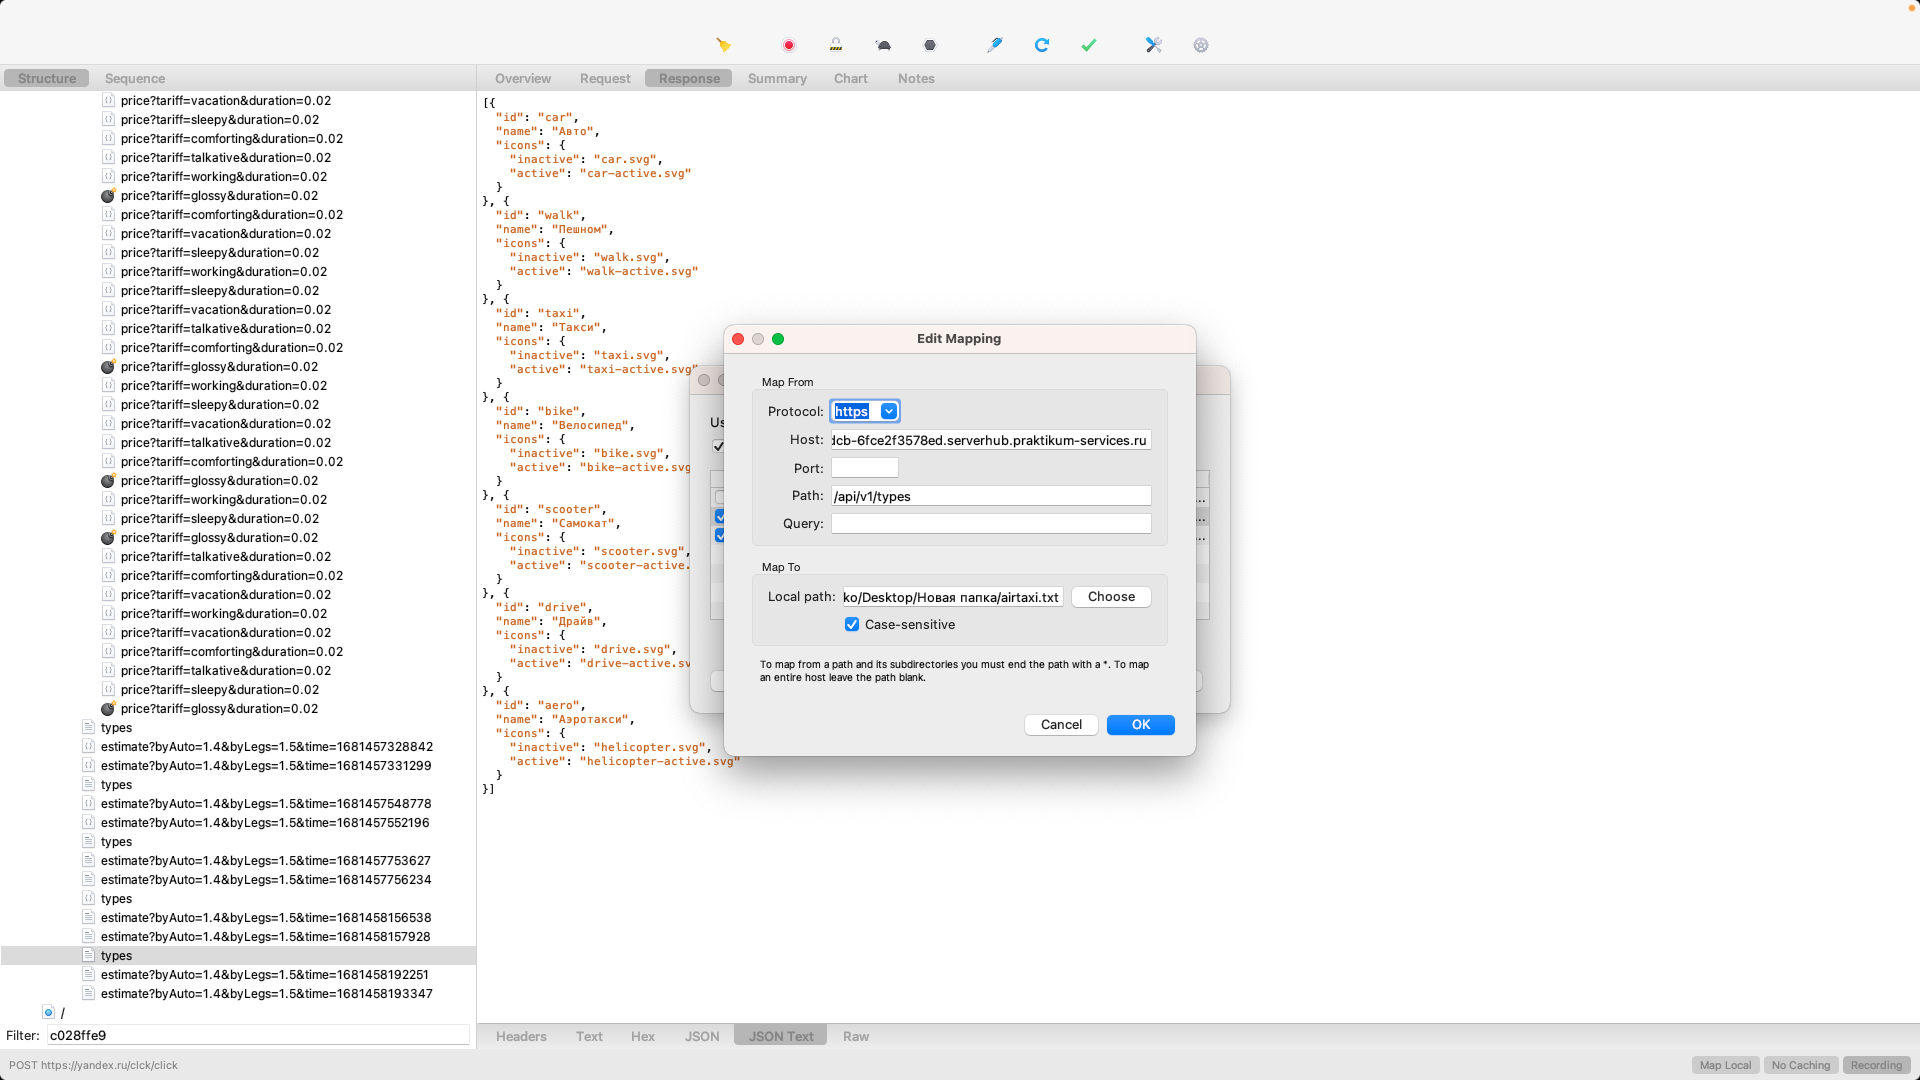 Structure
Sequence
Overview
Request
Response
Summary
Chart
Notes
price?tariff=vacation&duration=0.02
price?tariff=sleepy&duration=0.02
price?tariff=comforting&duration=0.02
price?tariff=talkative&duration=0.02
price?tariff=working&duration=0.02
price?tariff=glossy&duration=0.02
price?tariff=comforting&duration=0.02
price?tariff=vacation&duration=0.02
price?tariff=sleepy&duration=0.02
price?tariff=working&duration=0.02
price?tariff=sleepy&duration=0.02
price?tariff=vacation&duration=0.02
price?tariff=talkative&duration=0.02
price?tariff=comforting&duration=0.02
price?tariff=glossy&duration=0.02
price?tariff=working&duration=0.02
price?tariff=sleepy&duration=0.02
price?tariff=vacation&duration=0.02
price?tariff=talkative&duration=0.02
price?tariff=comforting&duration=0.02
price?tariff=glossy&duration=0.02
price?tariff=working&duration=0.02
price?tariff=sleepy&duration=0.02
price?tariff=glossy&duration=0.02
price?tariff=talkative&duration=0.02
price?tariff=comforting&duration=0.02
price?tariff=vacation&duration=0.02
price?tariff=working&duration=0.02
price?tariff=vacation&duration=0.02
price?tariff=comforting&duration=0.02
price?tariff=talkative&duration=0.02
price?tariff=sleepy&duration=0.02
price?tariff=glossy&duration=0.02
types
estimate?byAuto=1.4&byLegs=1.5&time=1681457328842
estimate?byAuto=1.4&byLegs=1.5&time=1681457331299
types
estimate?byAuto=1.4&byLegs=1.5&time=1681457548778
estimate?byAuto=1.4&byLegs=1.5&time=1681457552196
types
estimate?byAuto=1.4&byLegs=1.5&time=1681457753627
estimate?byAuto=1.4&byLegs=1.5&time=1681457756234
types
estimate?byAuto=1.4&byLegs=1.5&time=1681458156538
estimate?byAuto=1.4&byLegs=1.5&time=1681458157928
types
estimate?byAuto=1.4&byLegs=1.5&time=1681458192251
estimate?byAuto=1.4&byLegs=1.5&time=1681458193347
/
Filter: c028ffe9
[{
"id": "car",
"name": "Авто",
"icons": {
"inactive": "car.svg",
"active": "car-active.svg"
}
}, {
"id": "walk",
"name": "Пешком",
"icons": {
"inactive": "walk.svg",
"active": "walk-active.svg"
}
}, {
"id": "taxi",
"name": "Такси",
"icons": {
"inactive": "taxi.svg",
"active": "taxi-active.svg"
}
}, {
"id": "bike",
"name": "Велосипед",
"icons": {
"inactive": "bike.svg",
"active": "bike-active.svg
}
}, {
"id": "scooter",
"name": "Самокат",
"icons": {
"inactive": "scooter.svg",
"active": "scooter-active.
}
}, {
"id": "drive",
"name": "Драйв",
"icons": {
"inactive": "drive.svg",
"active": "drive-active.sv
}
}, {
"id": "aero",
"name": "Аэротакси",
"icons": {
"inactive": "helicopter.svg",
"active": "helicopter-active.svg"
}
}]
Edit Mapping
Map From
Protocol: https
Host: dcb-6fce2f3578ed.serverhub.praktikum-services.ru
Port:
Path: /api/v1/types
Query:
Map To
Local path: ko/Desktop/Новая папка/airtaxi.txt
Choose
Case-sensitive
To map from a path and its subdirectories you must end the path with a *. To map
an entire host leave the path blank.
Cancel
OK
Headers
Text
Hex
JSON
JSON Text
Raw
POST https://yandex.ru/clck/click
Map Local
No Caching
Recording